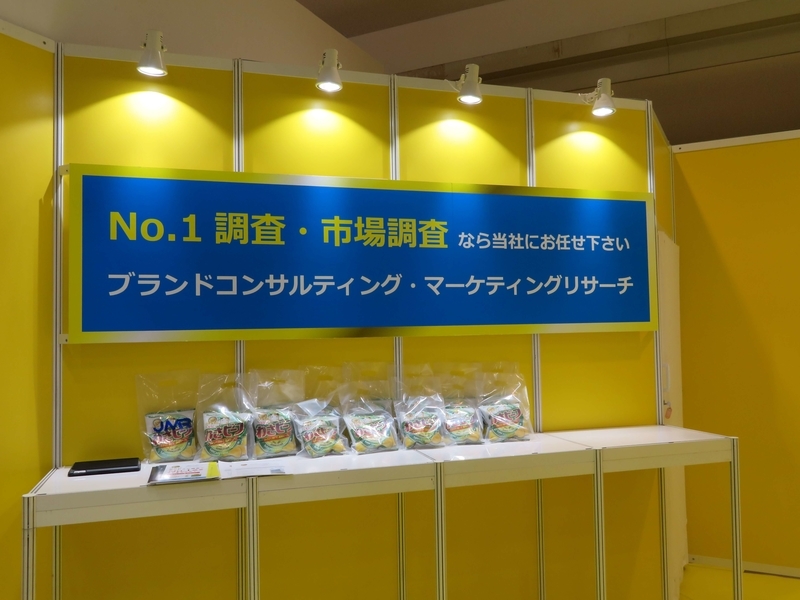 No.1 調査・市場調査 なら当社にお任せ下さい
ブランドコンサルティング・マーケティングリサーチ
JMR